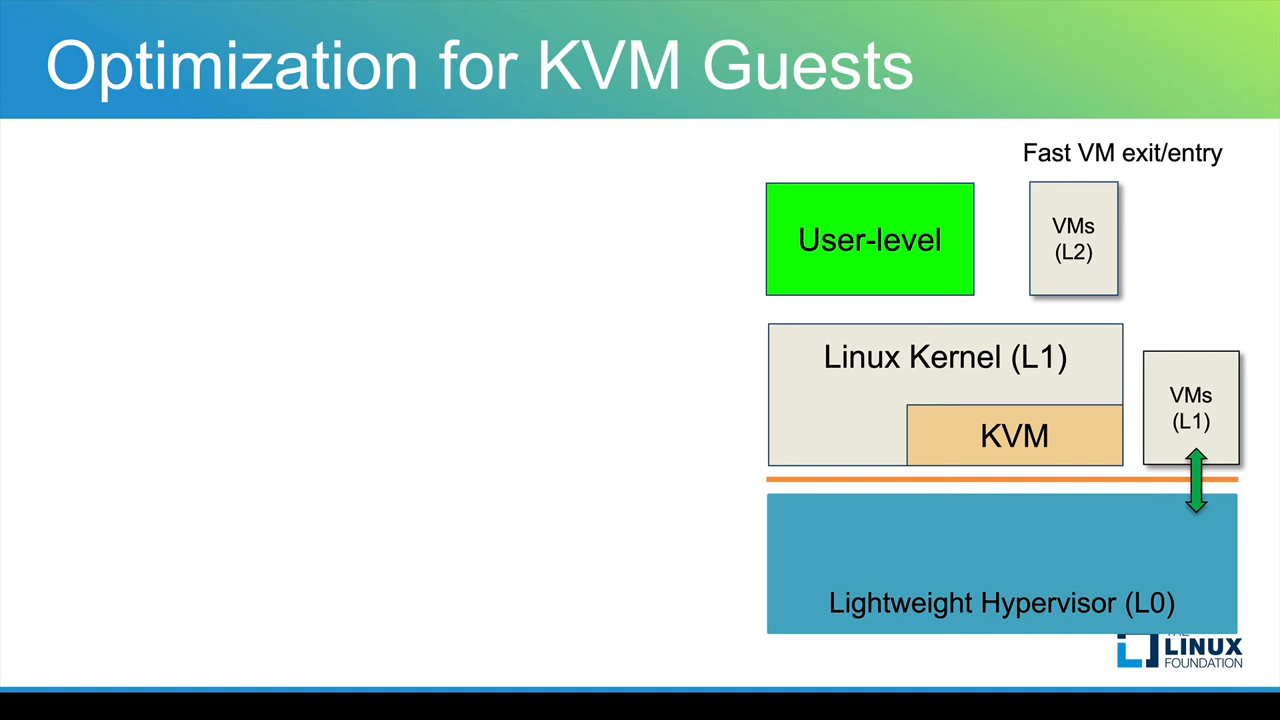 Optimization for KVM Guests
Fast VM exit/entry
User-level
VMs
(L2)
Linux Kernel (L1)
KVM
VMs
(L1)
Lightweight Hypervisor (L0)
THE
LINUX
FOUNDATION